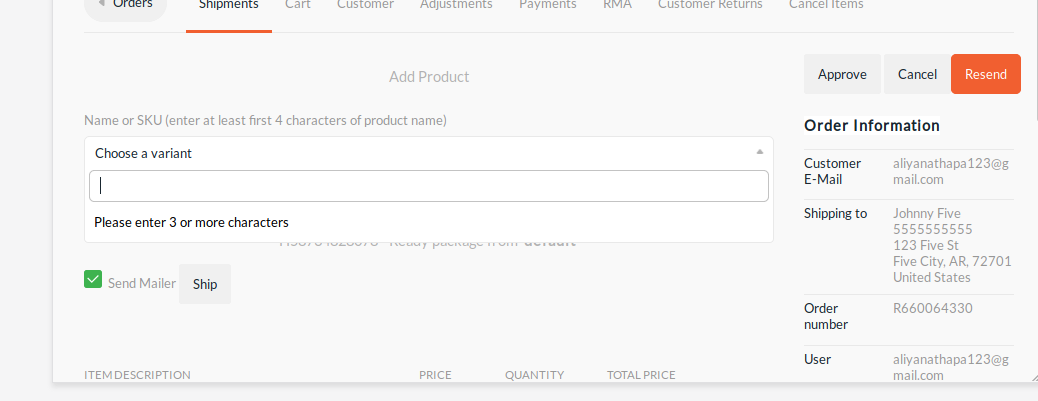 Orders
Shipments Cart Customer Adjustments Payments RMA Customer Returns Cancel Items
Add Product
Approve Cancel Resend
Name or SKU (enter at least first 4 characters of product name)
Choose a variant
Please enter 3 or more characters
Ready package from default
Send Mailer Ship
ITEM DESCRIPTION PRICE QUANTITY TOTAL PRICE
Order Information
Customer E-Mail
aliyanathapa123@g
mail.com
Shipping to
Johnny Five
5555555555
123 Five St
Five City, AR, 72701
United States
Order number
R660064330
User
aliyanathapa123@g
mail.com